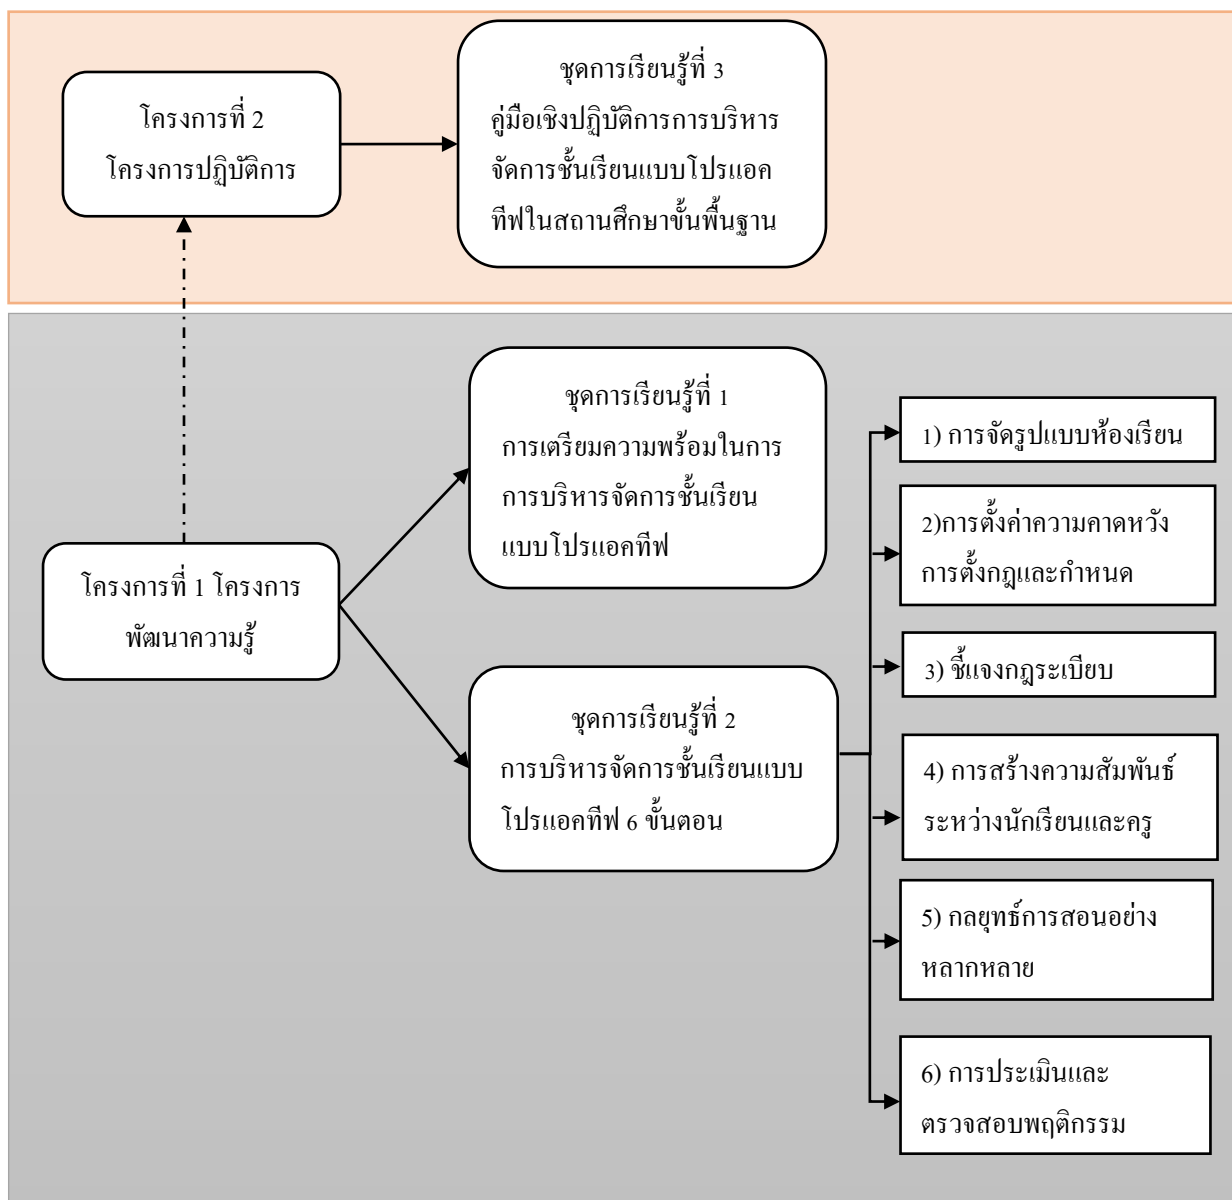 ชุดการเรียนรู้ที่ 3
คู่มือเชิงปฏิบัติการการบริหาร
จัดการชั้นเรียนแบบโปรแอค
ทีฟในสถานศึกษาขั้นพื้นฐาน
โครงการที่ 2
โครงการปฏิบัติการ
ชุดการเรียนรู้ที่ 1
การเตรียมความพร้อมในการ
การบริหารจัดการชั้นเรียน
แบบโปรแอคทีฟ
โครงการที่ 1 โครงการ
พัฒนาความรู้
ชุดการเรียนรู้ที่ 2
การบริหารจัดการชั้นเรียนแบบ
โปรแอคทีฟ 6 ขั้นตอน
1) การจัดรูปแบบห้องเรียน
2)การตั้งค่าความคาดหวัง
การตั้งกฎและกำหนด
3) ชี้แจงกฎระเบียบ
4) การสร้างความสัมพันธ์
ระหว่างนักเรียนและครู
5) กลยุทธ์การสอนอย่าง
หลากหลาย
6) การประเมินและ
ตรวจสอบพฤติกรรม